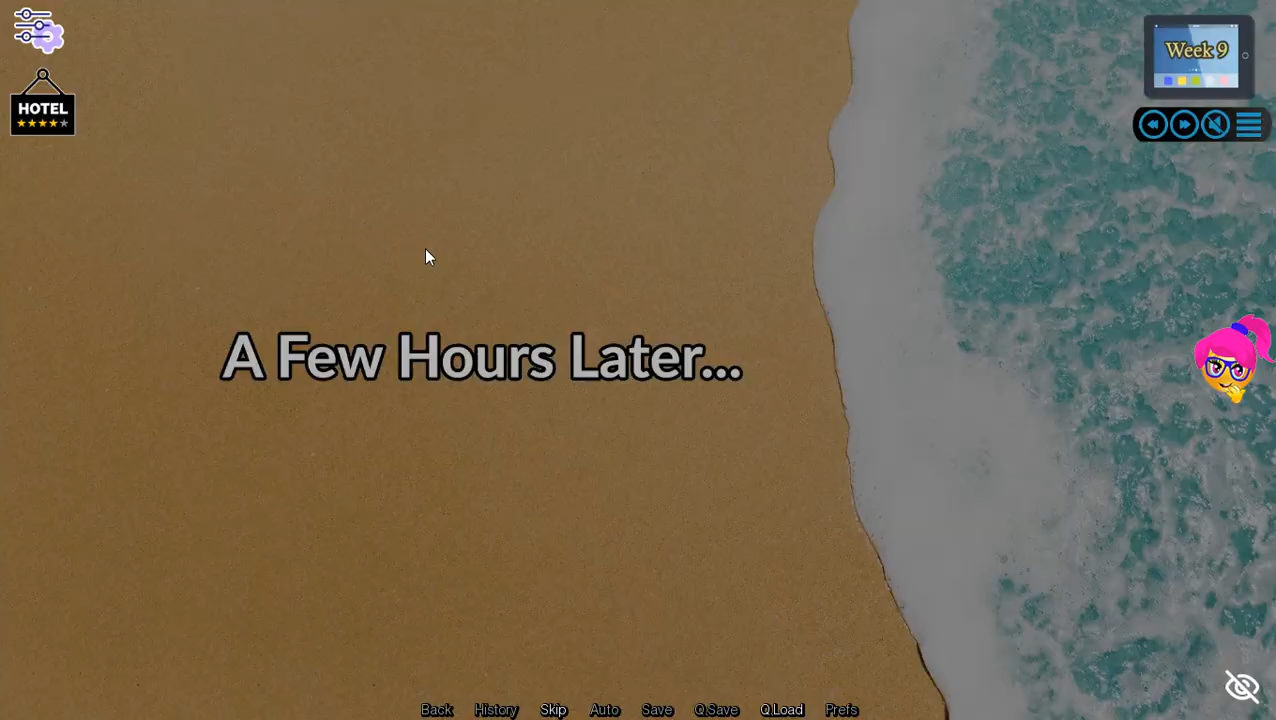 HOTEL
Week 9
A Few Hours Later...
Back History Skip Auto Save Q.Save Q.Load Prefs